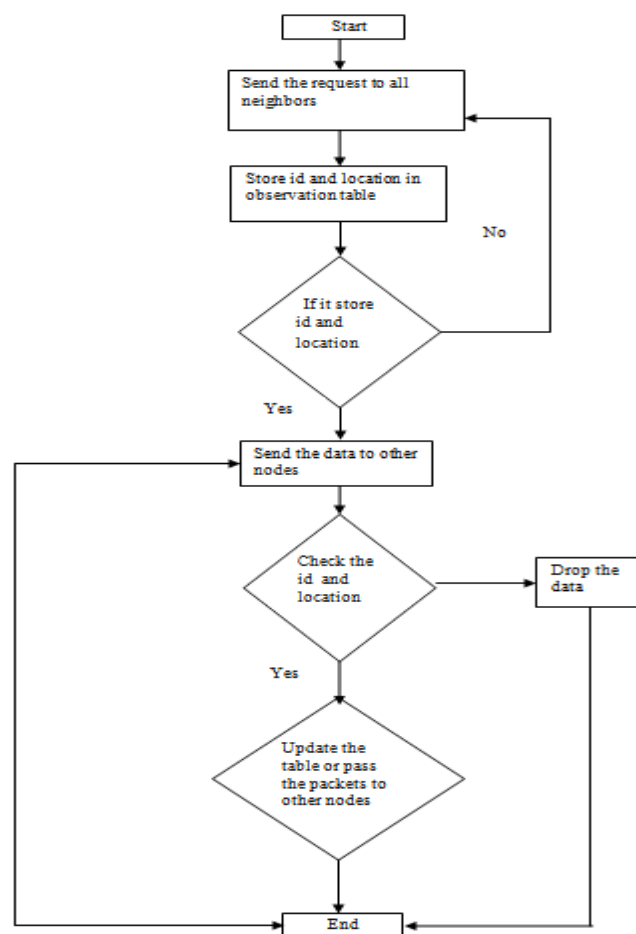 Start
Send the request to all
neighbors
Store id and location in
observation table
No
If it store
id and
location
Yes
Send the data to other
nodes
Check the
id and
location
Drop the
data
Yes
Update the
table or pass
the packets to
other nodes
End